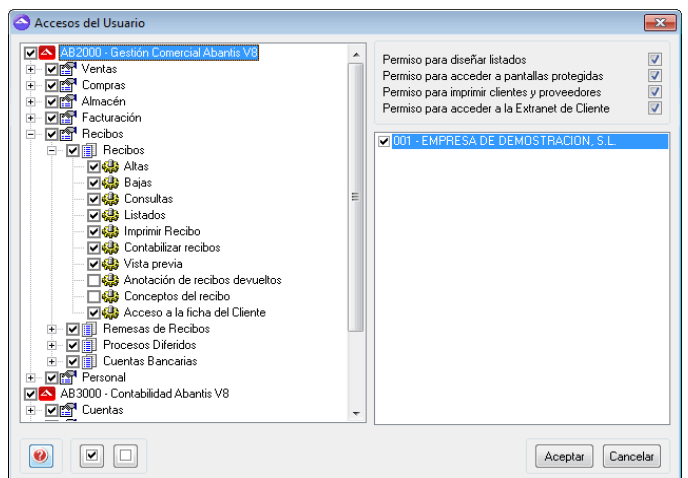 Accesos del Usuario
AB2000 - Gestión Comercial Abantis V8
Ventas
Compras
Almacén
Facturación
Recibos
Recibos
Altas
Bajas
Consultas
Listados
Imprimir Recibo
Contabilizar recibos
Vista previa
Anotación de recibos devueltos
Conceptos del recibo
Acceso a la ficha del Cliente
Remesas de Recibos
Procesos Diferidos
Cuentas Bancarias
Personal
AB3000 - Contabilidad Abantis V8
Cuentas
Permiso para diseñar listados
Permiso para acceder a pantallas protegidas
Permiso para imprimir clientes y proveedores
Permiso para acceder a la Extranet de Cliente
001 - EMPRESA DE DEMOSTRACION, S.L.
Aceptar
Cancelar